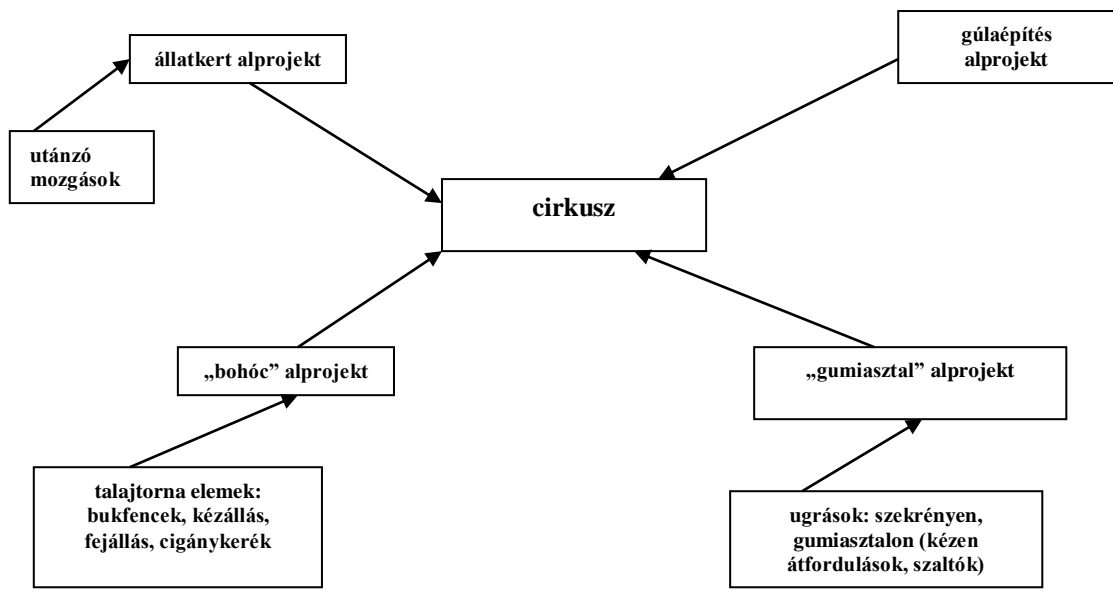 állatkert alprojekt
gúlaépítés
alprojekt
utánzó
mozgások
cirkusz
„bohóc” alprojekt
„gumiasztal” alprojekt
talajtorna elemek:
bukfencek, kézállás,
fejállás, cigánykerék
ugrások: szekrényen,
gumiasztalon (kézen
átfordulások, szaltók)